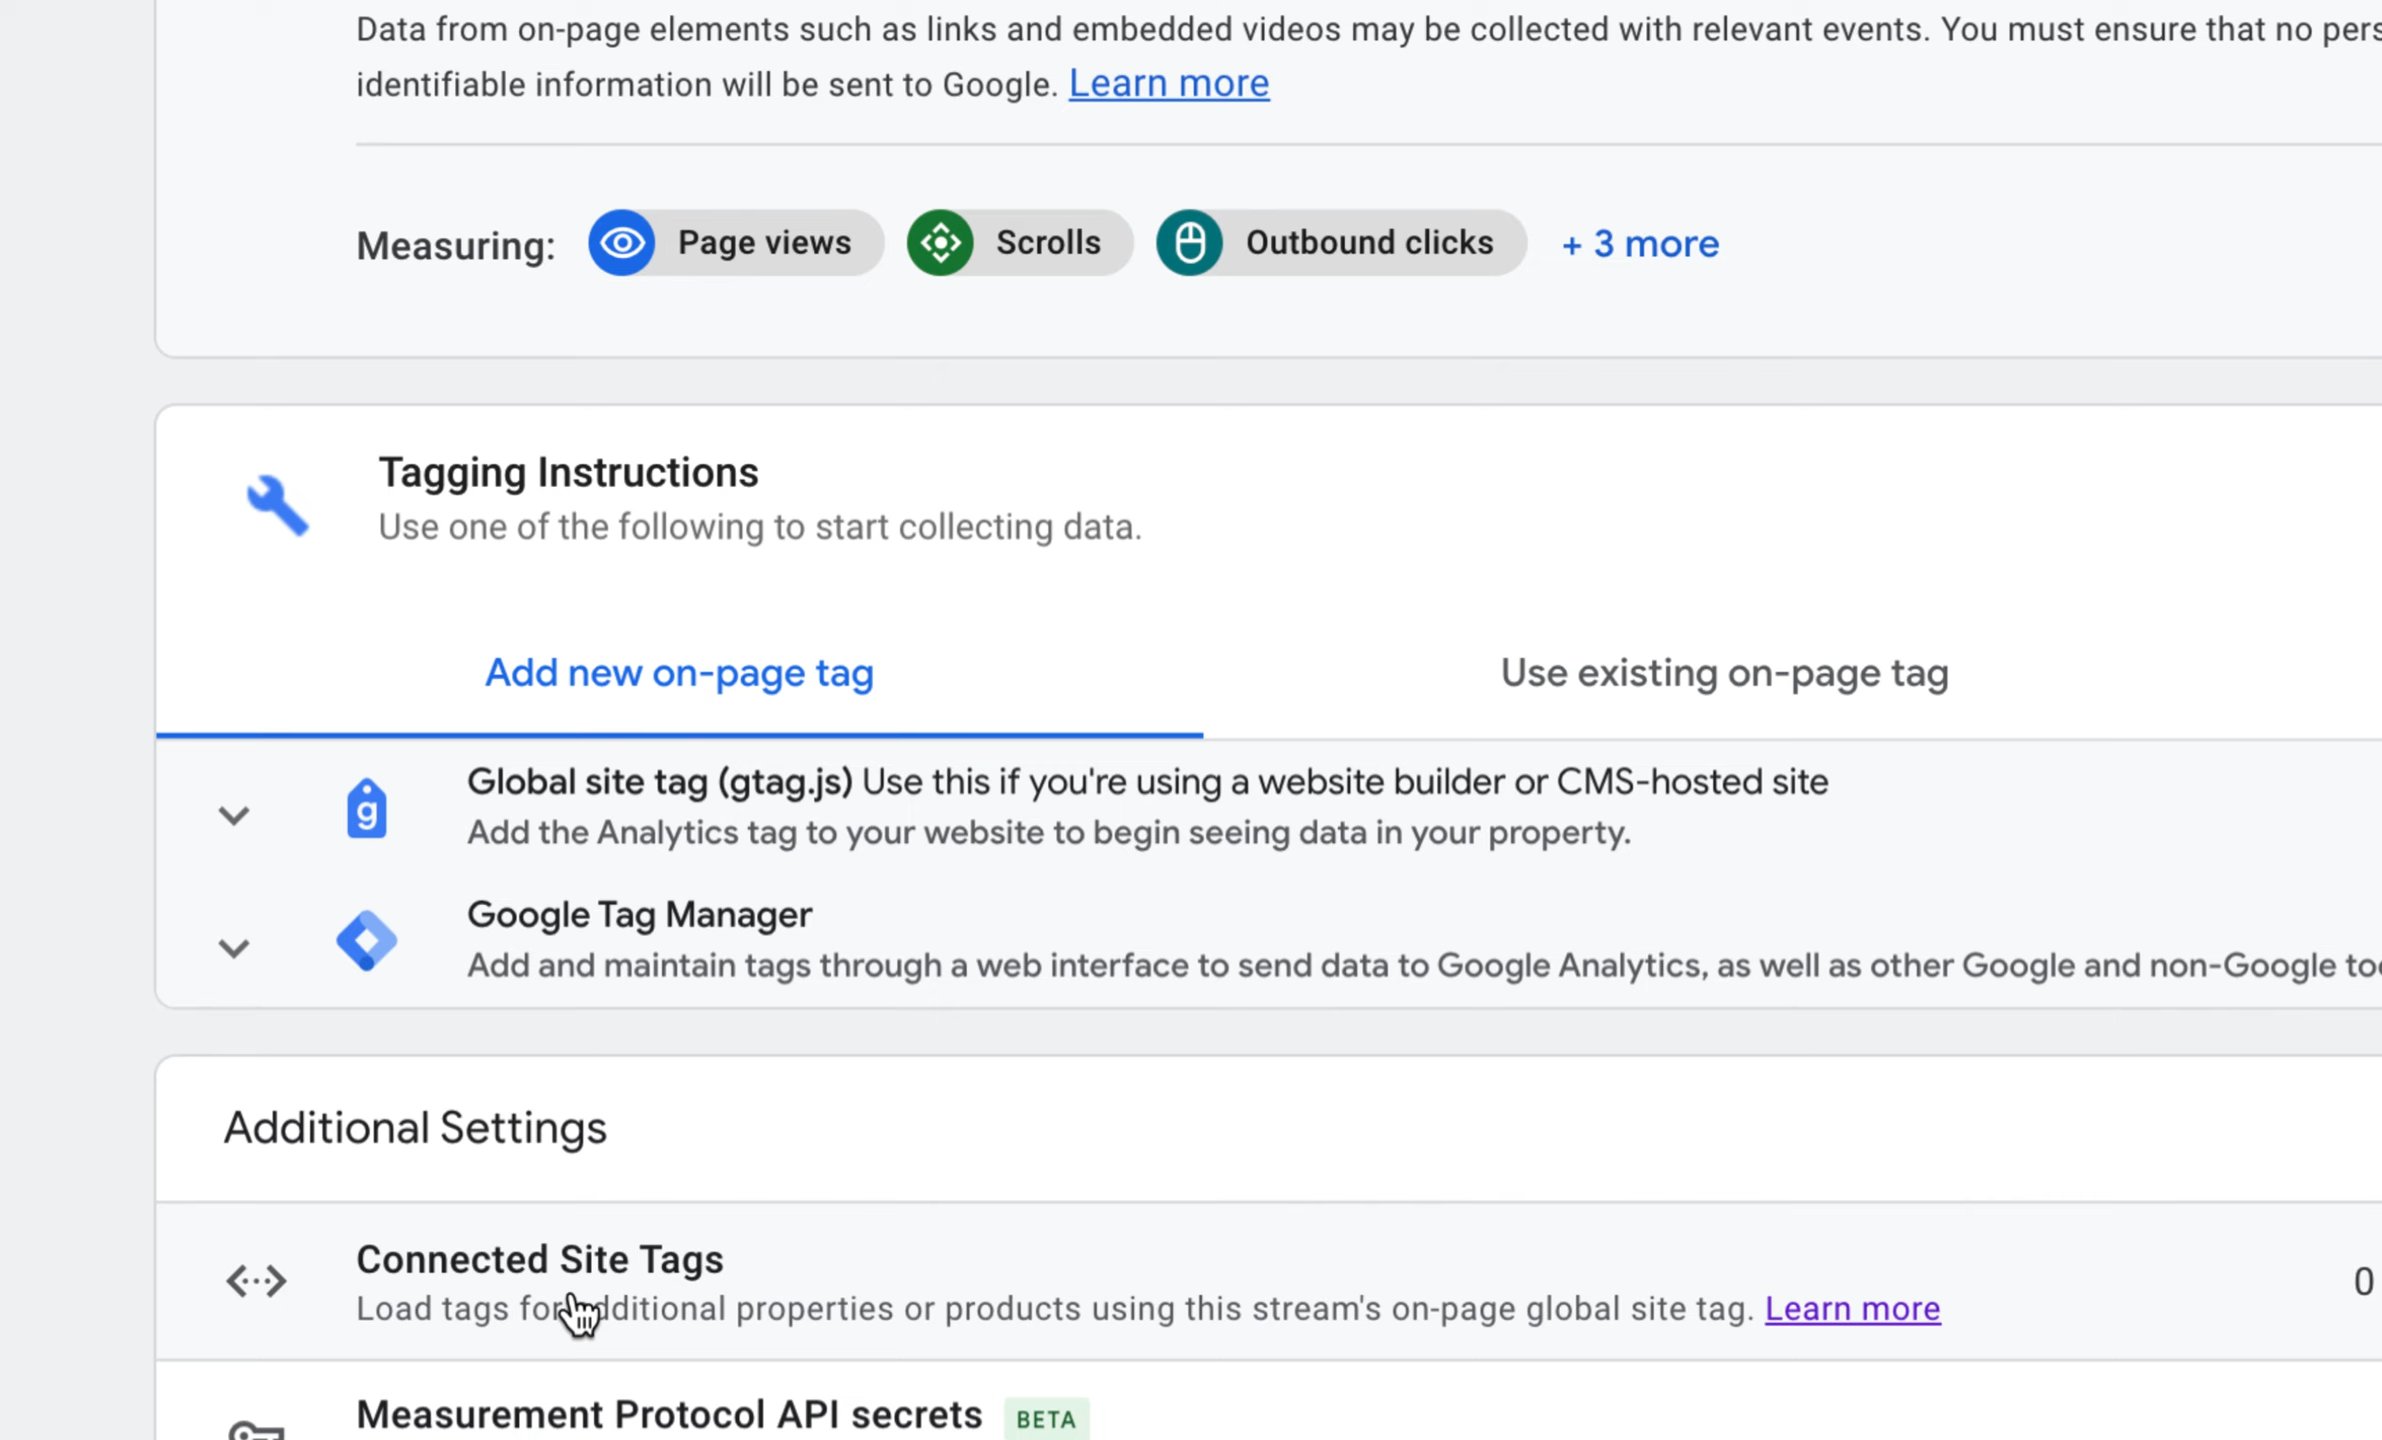 Data from on-page elements such as links and embedded videos may be collected with relevant events. You must ensure that no
identifiable information will be sent to Google. Learn more
Measuring: Page views Scrolls Outbound clicks + 3 more
Tagging Instructions
Use one of the following to start collecting data.
Add new on-page tag Use existing on-page tag
Global site tag (gtag.js) Use this if you're using a website builder or CMS-hosted site
g
Add the Analytics tag to your website to begin seeing data in your property.
Google Tag Manager
Add and maintain tags through a web interface to send data to Google Analytics, as well as other Google and non-Google
Additional Settings
Connected Site Tags
0
Load tags for additional properties or products using this stream's on-page global site tag. Learn more
Measurement Protocol API secrets BETA